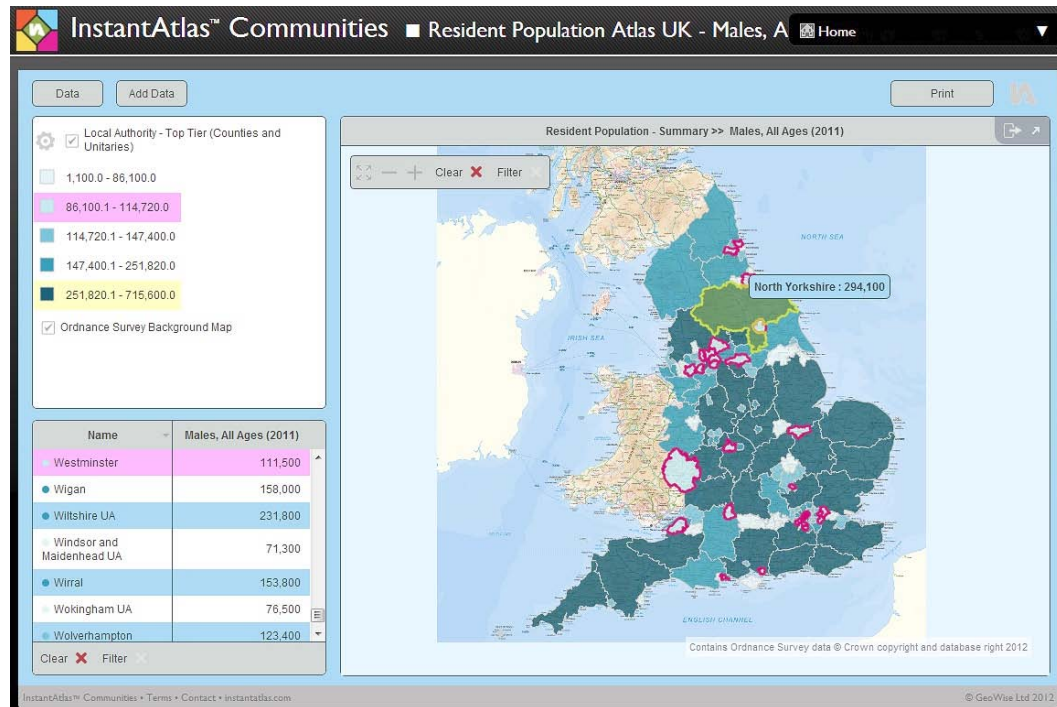 InstantAtlas™ Communities ■ Resident Population Atlas UK - Males, A
Home ▼
Data
Add Data
Print
Local Authority - Top Tier (Counties and
Unitaries)
1,100.0 - 86,100.0
86,100.1 - 114,720.0
114,720.1 - 147,400.0
147,400.1 - 251,820.0
251,820.1 - 715,600.0
Ordnance Survey Background Map
Resident Population - Summary >> Males, All Ages (2011)
Clear Filter
NORTH SEA
North Yorkshire : 294,100
IRISH SEA
ENGLISH CHANNEL
Contains Ordnance Survey data © Crown copyright and database right 2012
Name Males, All Ages (2011)
Westminster 111,500
Wigan 158,000
Wiltshire UA 231,800
Windsor and
Maidenhead UA 71,300
Wirral 153,800
Wokingham UA 76,500
Wolverhampton 123,400
Clear Filter
InstantAtlas™ Communities • Terms • Contact • instantatlas.com
© GeoWise Ltd 2012